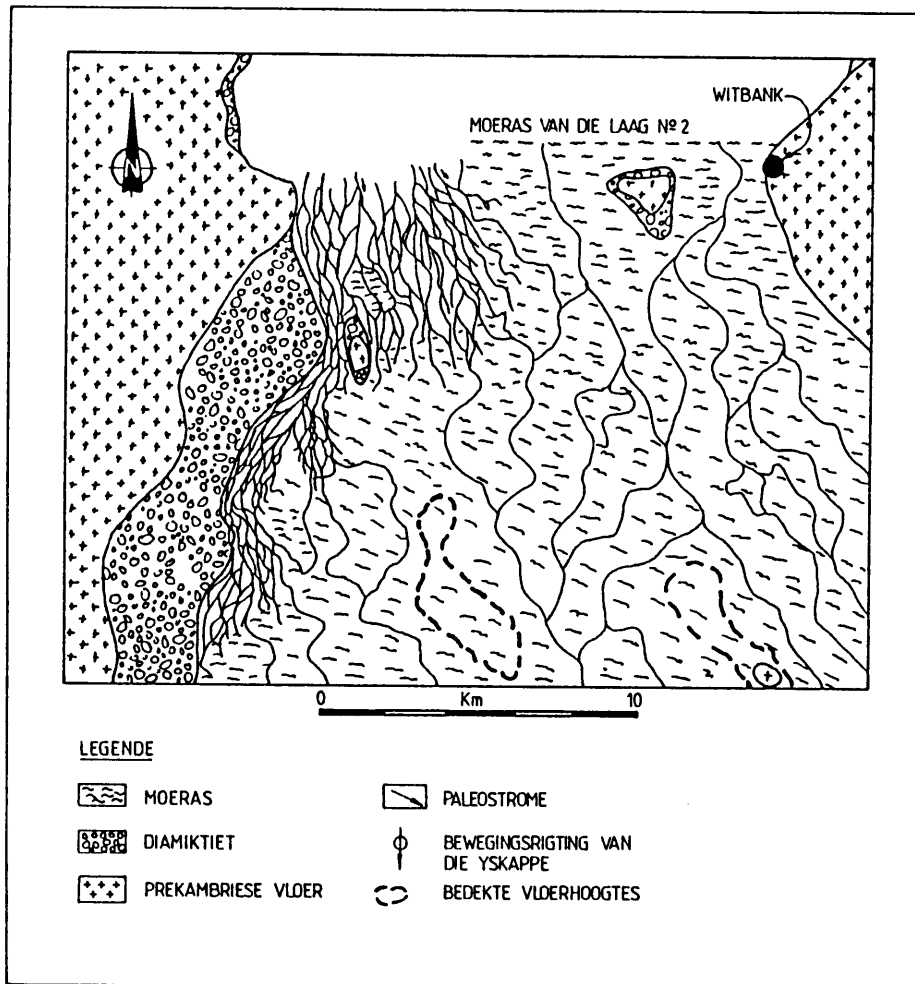 WITBANK
MOERAS VAN DIE LAAG Nº 2
N
0 Km 10
LEGENDE
MOERAS
DIAMIKTIET
PREKAMBRIESE VLOER
PALEOSTROME
BEWEGINGSRIGTING VAN
DIE YSKAPPE
BEDEKTE VLOERHOOGTES